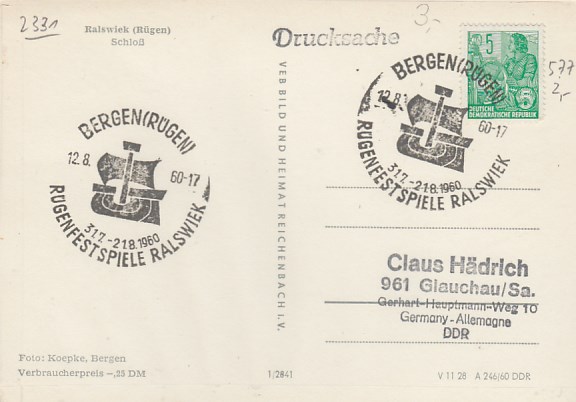 2331
Ralswiek (Rügen)
Schloß
Drucksache
3,-
5
DEUTSCHE
DEMOKRATISCHE REPUBLIK
5
577
2,-
BERGEN(RÜGEN)
12.8. 60-17
31.7.-21.8.1960
RÜGENFESTSPIELE RALSWIEK
BERGEN(RÜGEN)
12.8. 60-17
31.7.-21.8.1960
RÜGENFESTSPIELE RALSWIEK
VEB BILD UND HEIMAT REICHENBACH I. V.
Claus Hädrich
961 Glauchau/Sa.
Gerhart-Hauptmann-Weg 10
Germany-Allemagne
DDR
Foto: Koepke, Bergen
Verbraucherpreis -,25 DM
1/2841
V 11 28 A 246/60 DDR